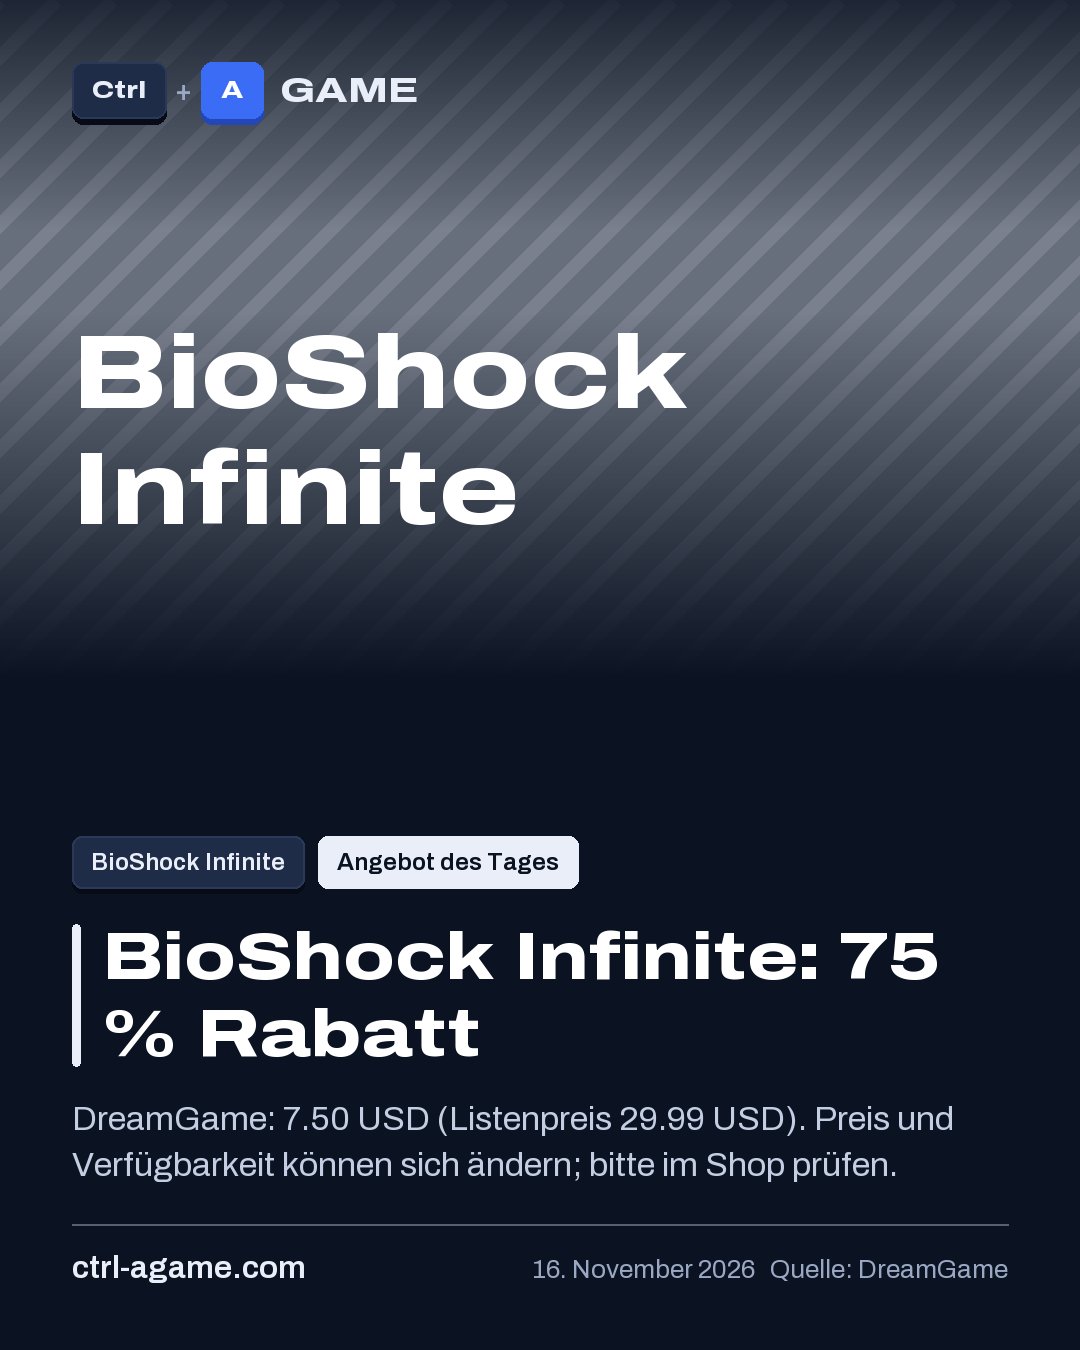 Ctrl + A GAME
BioShock
Infinite
BioShock Infinite Angebot des Tages
BioShock Infinite: 75
% Rabatt
DreamGame: 7.50 USD (Listenpreis 29.99 USD). Preis und
Verfügbarkeit können sich ändern; bitte im Shop prüfen.
ctrl-agame.com 16. November 2026 Quelle: DreamGame